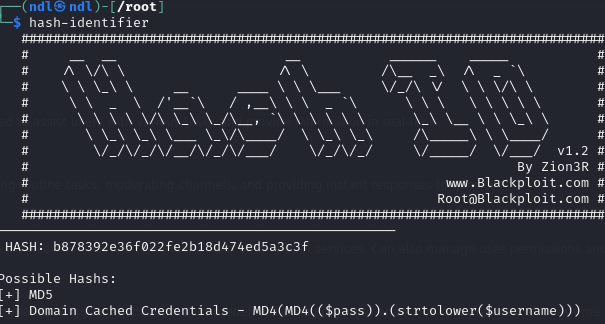 (ndl㉿ndl)-[/root]
$ hash-identifier
#########################################################################
v1.2 #
By Zion3R #
www.Blackploit.com #
Root@Blackploit.com #
#########################################################################
HASH: b878392e36f022fe2b18d474ed5a3c3f
Possible Hashs:
[+] MD5
[+] Domain Cached Credentials - MD4(MD4(($pass)).(strtolower($username)))